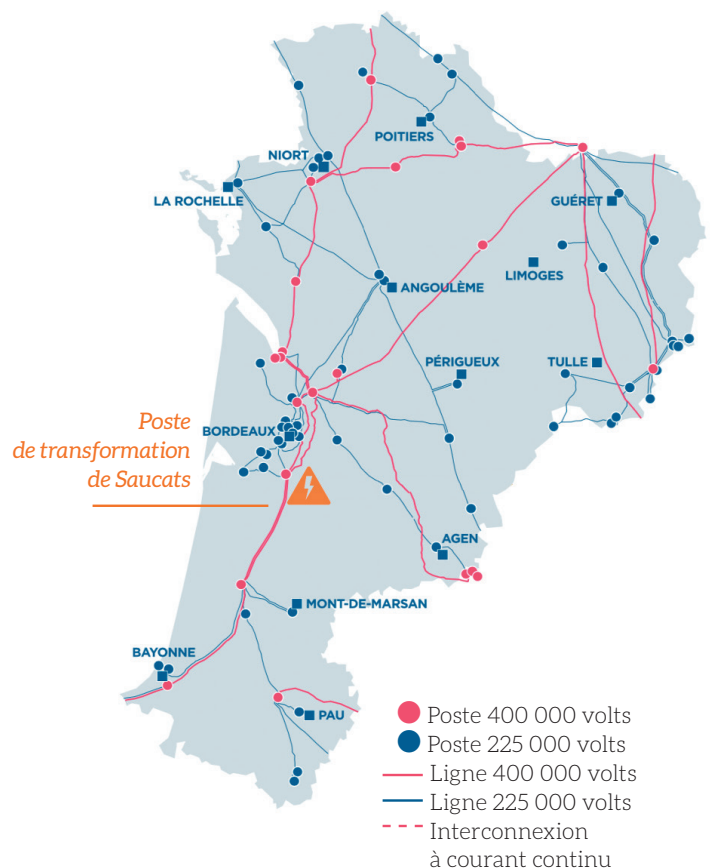 POITIERS
NIORT
LA ROCHELLE
GUÉRET
LIMOGES
ANGOULÊME
PÉRIGUEUX
TULLE
Poste
de transformation
de Saucats
BORDEAUX
AGEN
MONT-DE-MARSAN
BAYONNE
PAU
Poste 400 000 volts
Poste 225 000 volts
Ligne 400 000 volts
Ligne 225 000 volts
Interconnexion
à courant continu